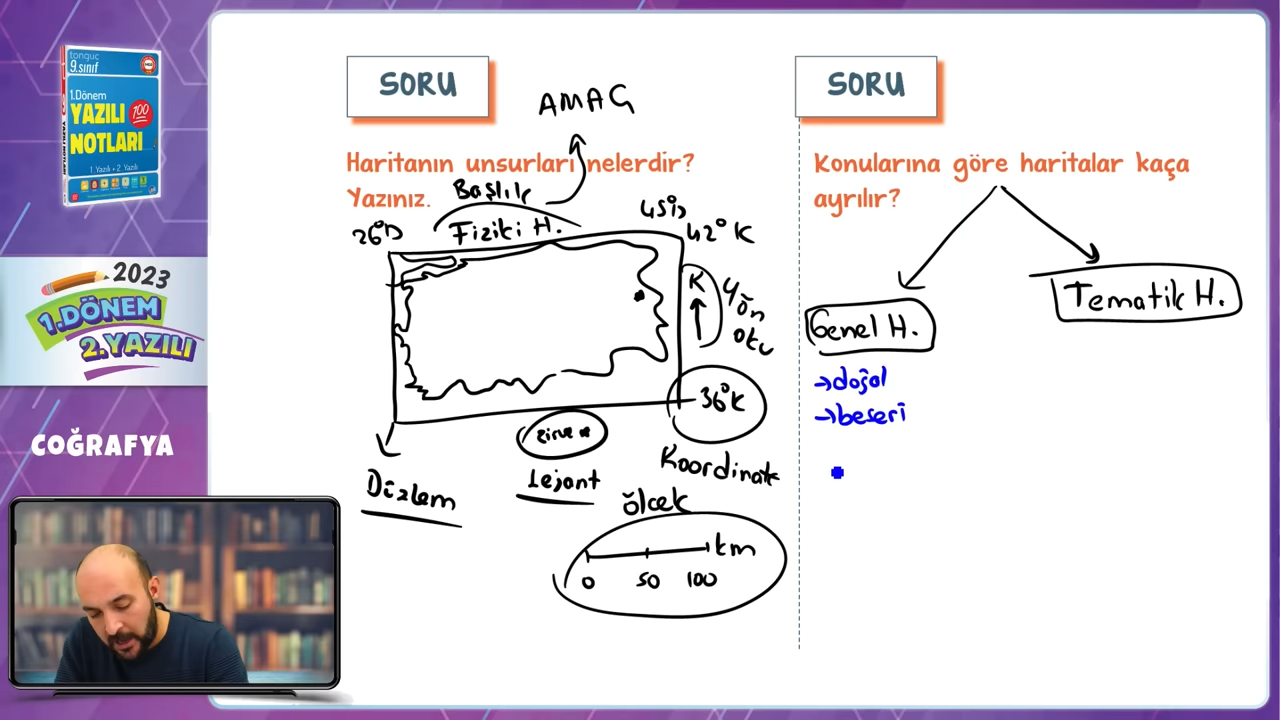 tonguç
9.sınıf
1.Dönem
YAZILI
100
NOTLARI
1.Yazılı • 2.Yazılı
2023
1.DÖNEM
2.YAZILI
COĞRAFYA
SORU
AMAÇ
Haritanın unsurları nelerdir?
Yazınız.
Başlık
Fiziki H.
26°D
45°D
42°K
K
Yön
oku
36°K
Koordinat
zirve
Lejant
Düzlem
ölçek
km
0 50 100
SORU
Konularına göre haritalar kaça
ayrılır?
Genel H.
Tematik H.
→doğal
→beşeri